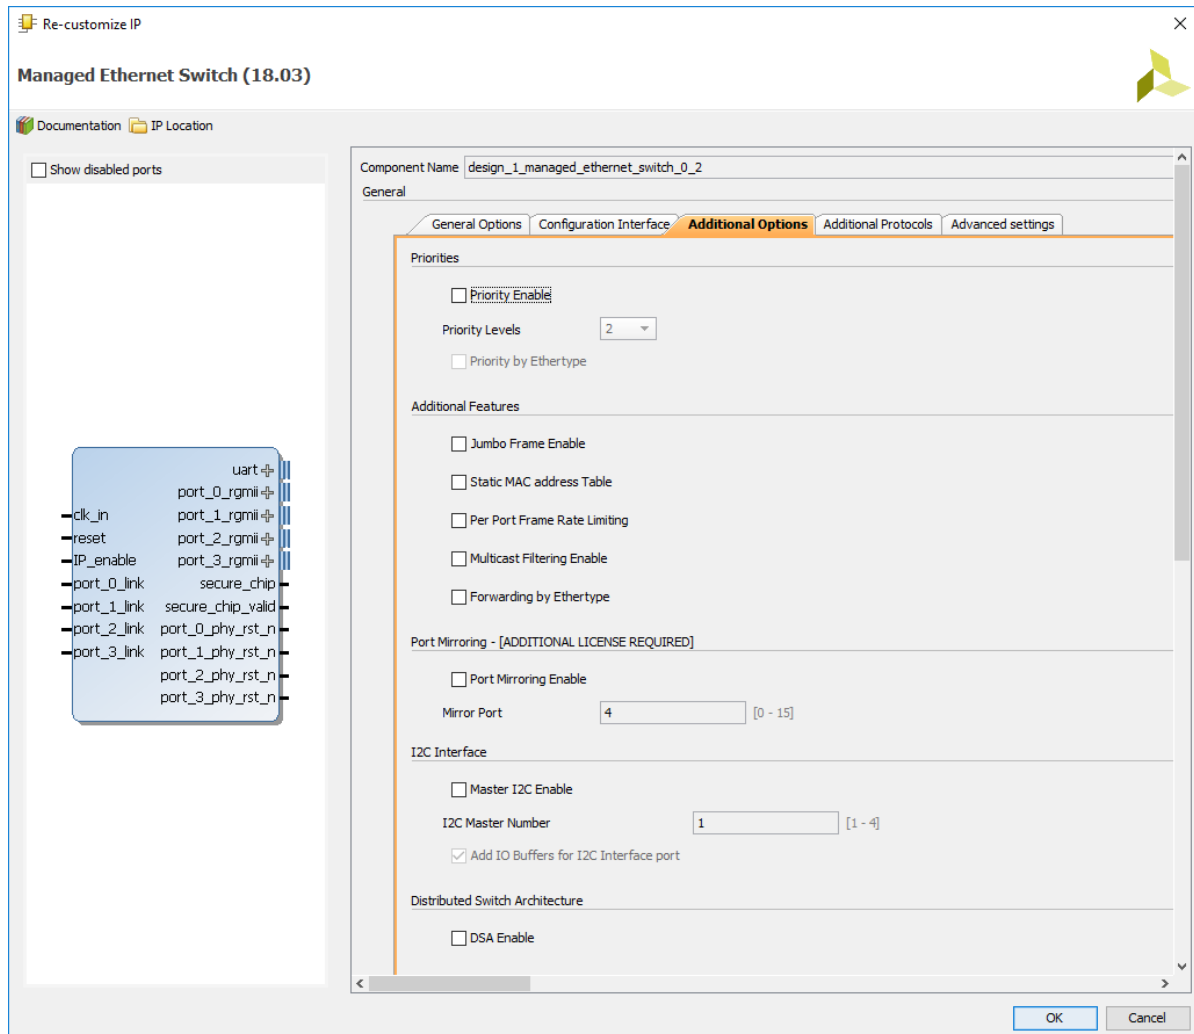 Re-customize IP
Managed Ethernet Switch (18.03)
Documentation IP Location
Show disabled ports
uart
port_0_rgmii
clk_in port_1_rgmii
reset port_2_rgmii
IP_enable port_3_rgmii
port_0_link secure_chip
port_1_link secure_chip_valid
port_2_link port_0_phy_rst_n
port_3_link port_1_phy_rst_n
port_2_phy_rst_n
port_3_phy_rst_n
Component Name design_1_managed_ethernet_switch_0_2
General
General Options Configuration Interface Additional Options Additional Protocols Advanced settings
Priorities
Priority Enable
Priority Levels 2
Priority by Ethertype
Additional Features
Jumbo Frame Enable
Static MAC address Table
Per Port Frame Rate Limiting
Multicast Filtering Enable
Forwarding by Ethertype
Port Mirroring - [ADDITIONAL LICENSE REQUIRED]
Port Mirroring Enable
Mirror Port 4 [0 - 15]
I2C Interface
Master I2C Enable
I2C Master Number 1 [1 - 4]
Add IO Buffers for I2C Interface port
Distributed Switch Architecture
DSA Enable
OK Cancel